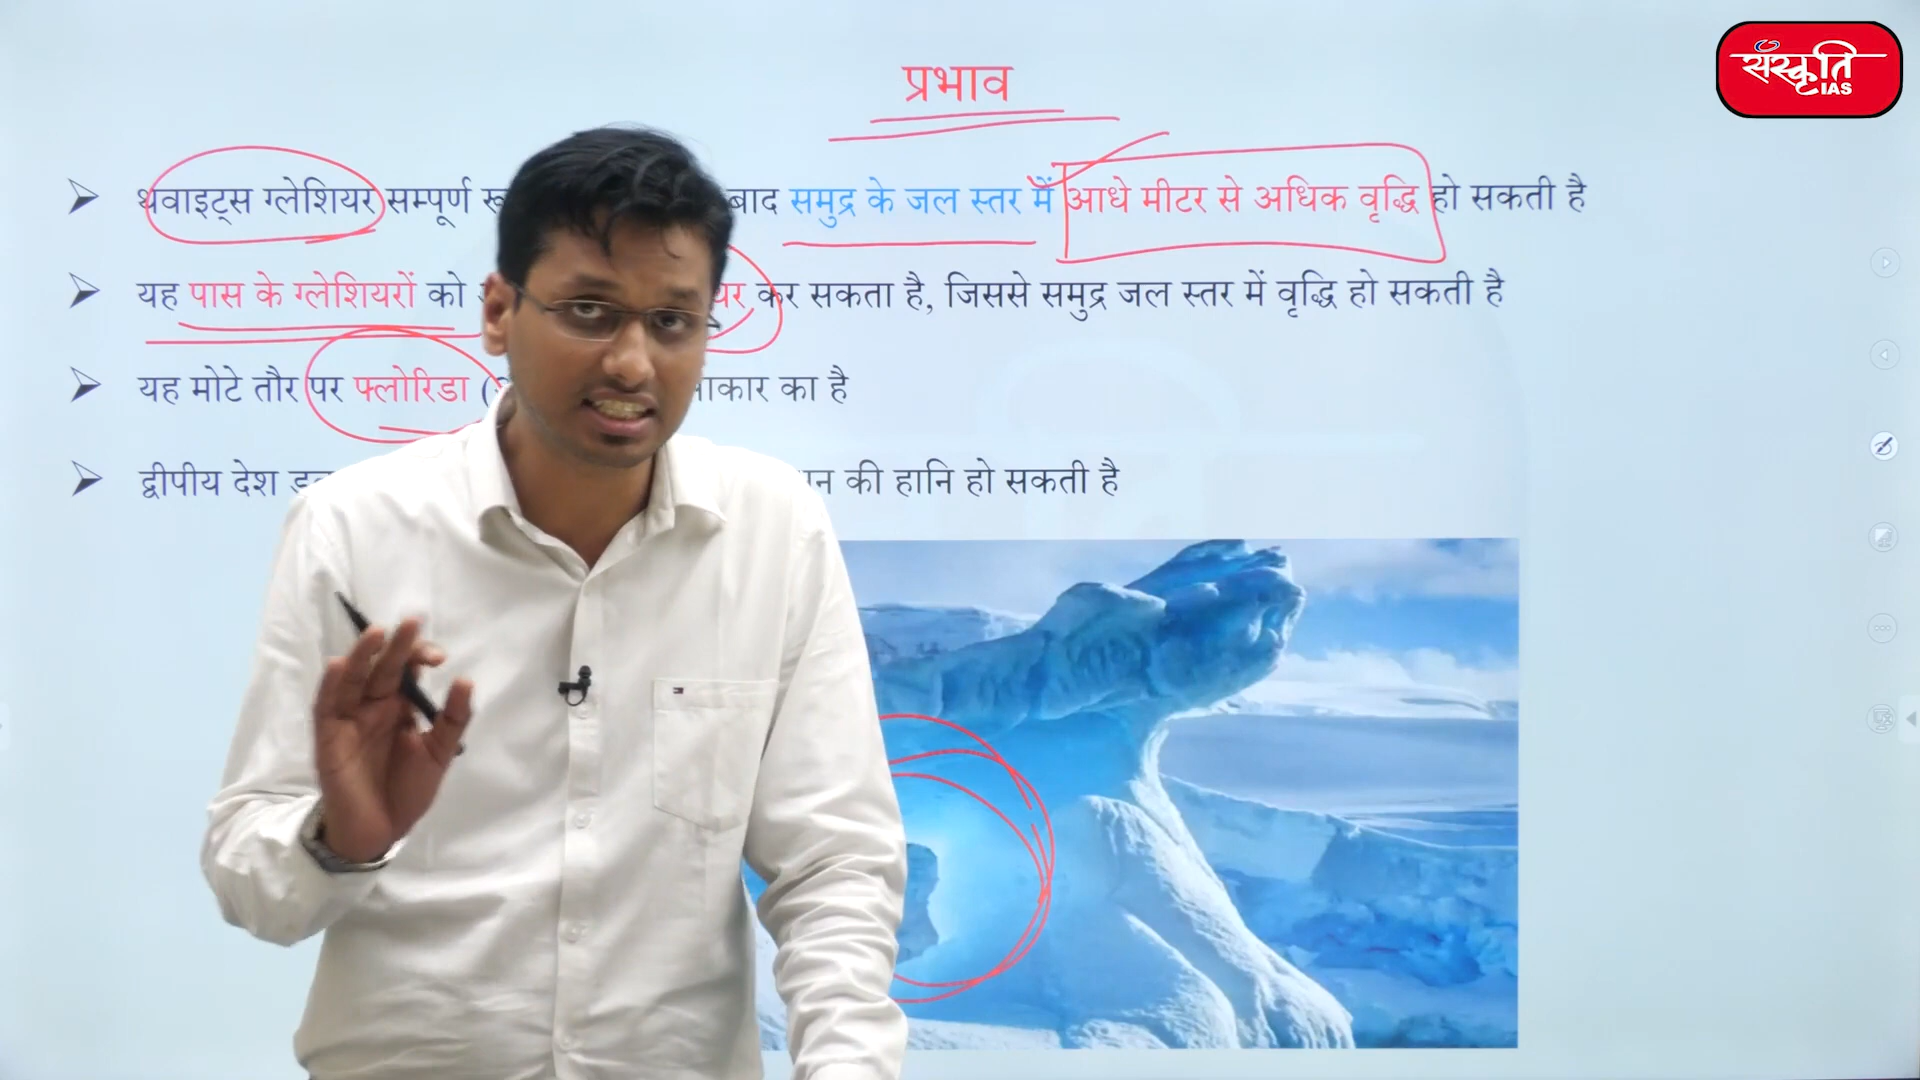 प्रभाव
संस्कृति
IAS
थवाइट्स ग्लेशियर सम्पूर्ण बाद समुद्र के जल स्तर में आधे मीटर से अधिक वृद्धि हो सकती है
यह पास के ग्लेशियरों को कर सकता है, जिससे समुद्र जल स्तर में वृद्धि हो सकती है
यह मोटे तौर पर फ्लोरिडा का है
द्वीपीय देश की हानि हो सकती है